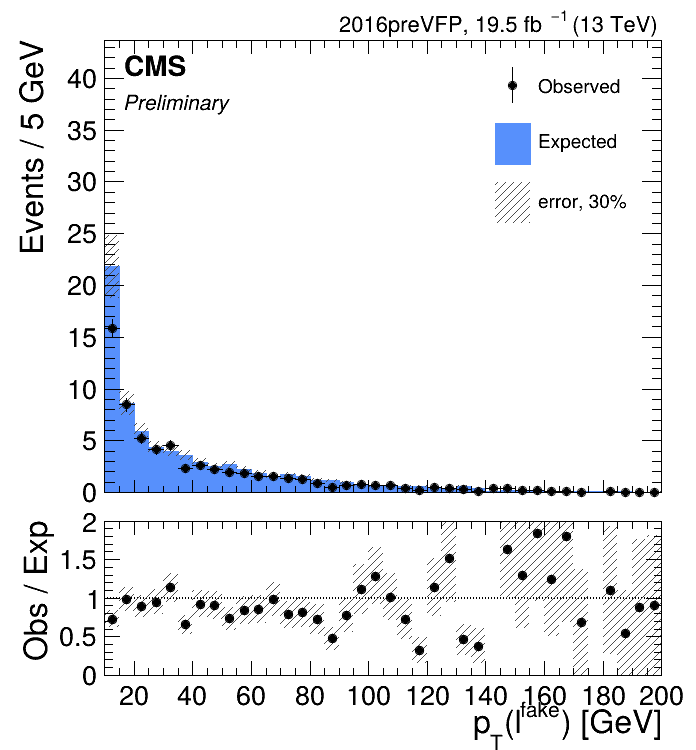 2016preVFP, 19.5 fb⁻¹ (13 TeV)
CMS
Preliminary
Observed
Expected
error, 30%
Events / 5 GeV
40
35
30
25
20
15
10
5
0
Obs / Exp
2
1.5
1
0.5
0
20 40 60 80 100 120 140 160 180 200
p_T(l^fake) [GeV]